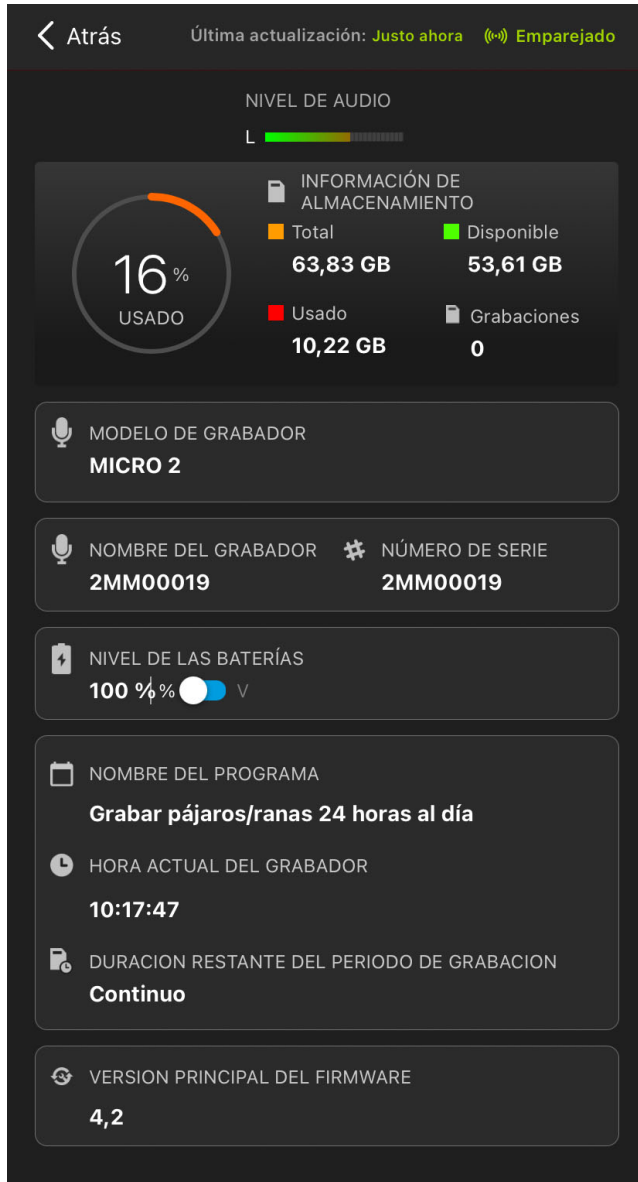 Atrás
Última actualización: Justo ahora
Emparejado
NIVEL DE AUDIO
L
16 %
USADO
INFORMACIÓN DE
ALMACENAMIENTO
Total
Disponible
63,83 GB
53,61 GB
Usado
Grabaciones
10,22 GB
0
MODELO DE GRABADOR
MICRO 2
NOMBRE DEL GRABADOR
NÚMERO DE SERIE
2MM00019
2MM00019
NIVEL DE LAS BATERÍAS
100 % % V
NOMBRE DEL PROGRAMA
Grabar pájaros/ranas 24 horas al día
HORA ACTUAL DEL GRABADOR
10:17:47
DURACION RESTANTE DEL PERIODO DE GRABACION
Continuo
VERSION PRINCIPAL DEL FIRMWARE
4,2